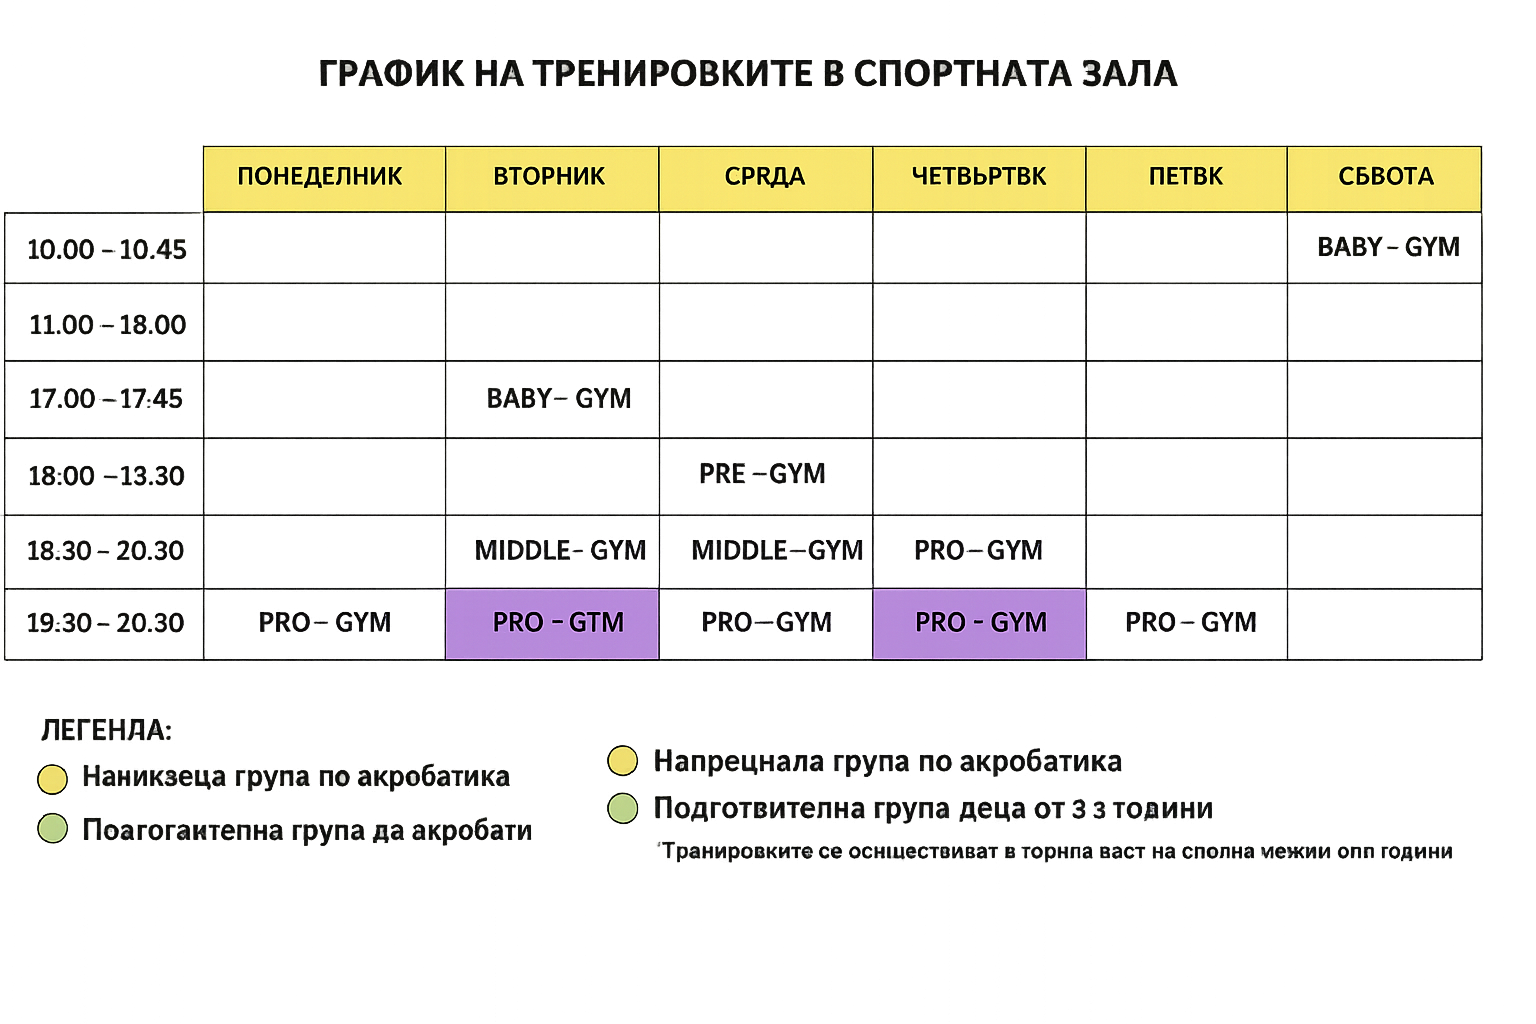 ГРАФИК НА ТРЕНИРОВКИТЕ В СПОРТНАТА ЗАЛА
ПОНЕДЕЛНИК ВТОРНИК СРЯДА ЧЕТВЬРТВК ПЕТВК СБВОТА
10.00 – 10.45 BABY – GYM
11.00 – 18.00
17.00 – 17:45 BABY – GYM
18:00 – 13.30 PRE – GYM
18:30 – 20.30 MIDDLE – GYM MIDDLE – GYM PRO – GYM
19:30 – 20.30 PRO – GYM PRO – GTM PRO – GYM PRO - GYM PRO – GYM
ЛЕГЕНДА:
Наникзеца група по акробатика
Напрецнала група по акробатика
Подготвителна група деца от 3 3 тодини
Поагогантепна група да акробати
Транировките се осншествиват в торнпа васт на сполна межии опп години